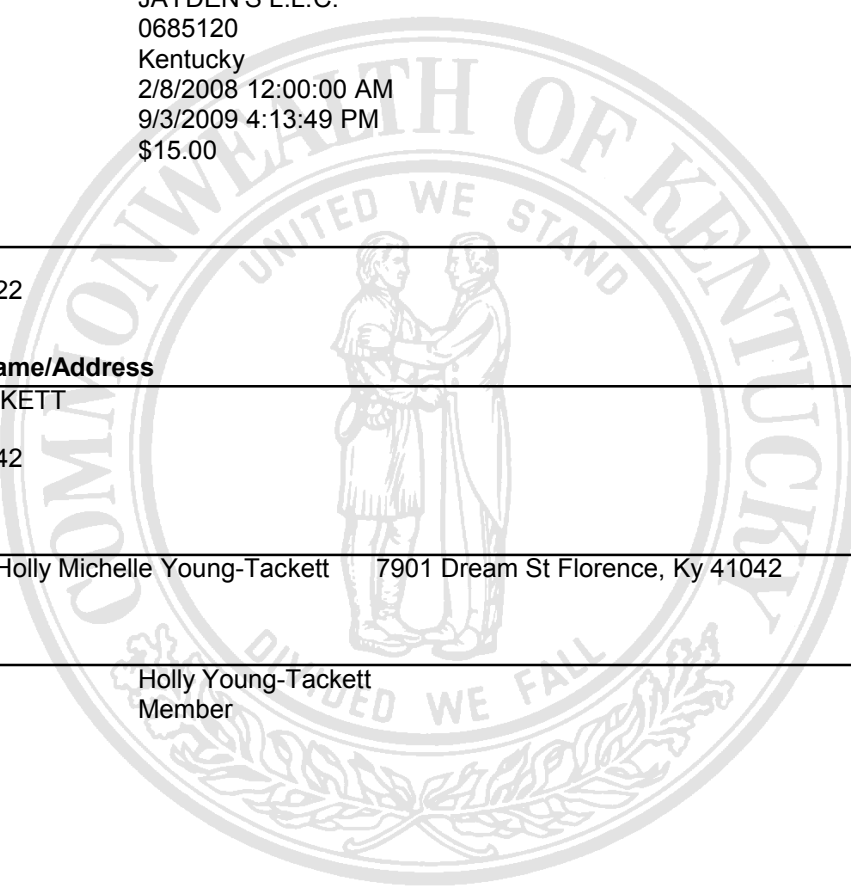 JAYDEN'S L.L.C.
0685120
Kentucky
2/8/2008 12:00:00 AM
9/3/2009 4:13:49 PM
$15.00
COMMONWEALTH OF KENTUCKY
UNITED WE STAND
22
ame/Address
KETT
42
Holly Michelle Young-Tackett 7901 Dream St Florence, Ky 41042
DIVIDED WE FALL
Holly Young-Tackett
Member